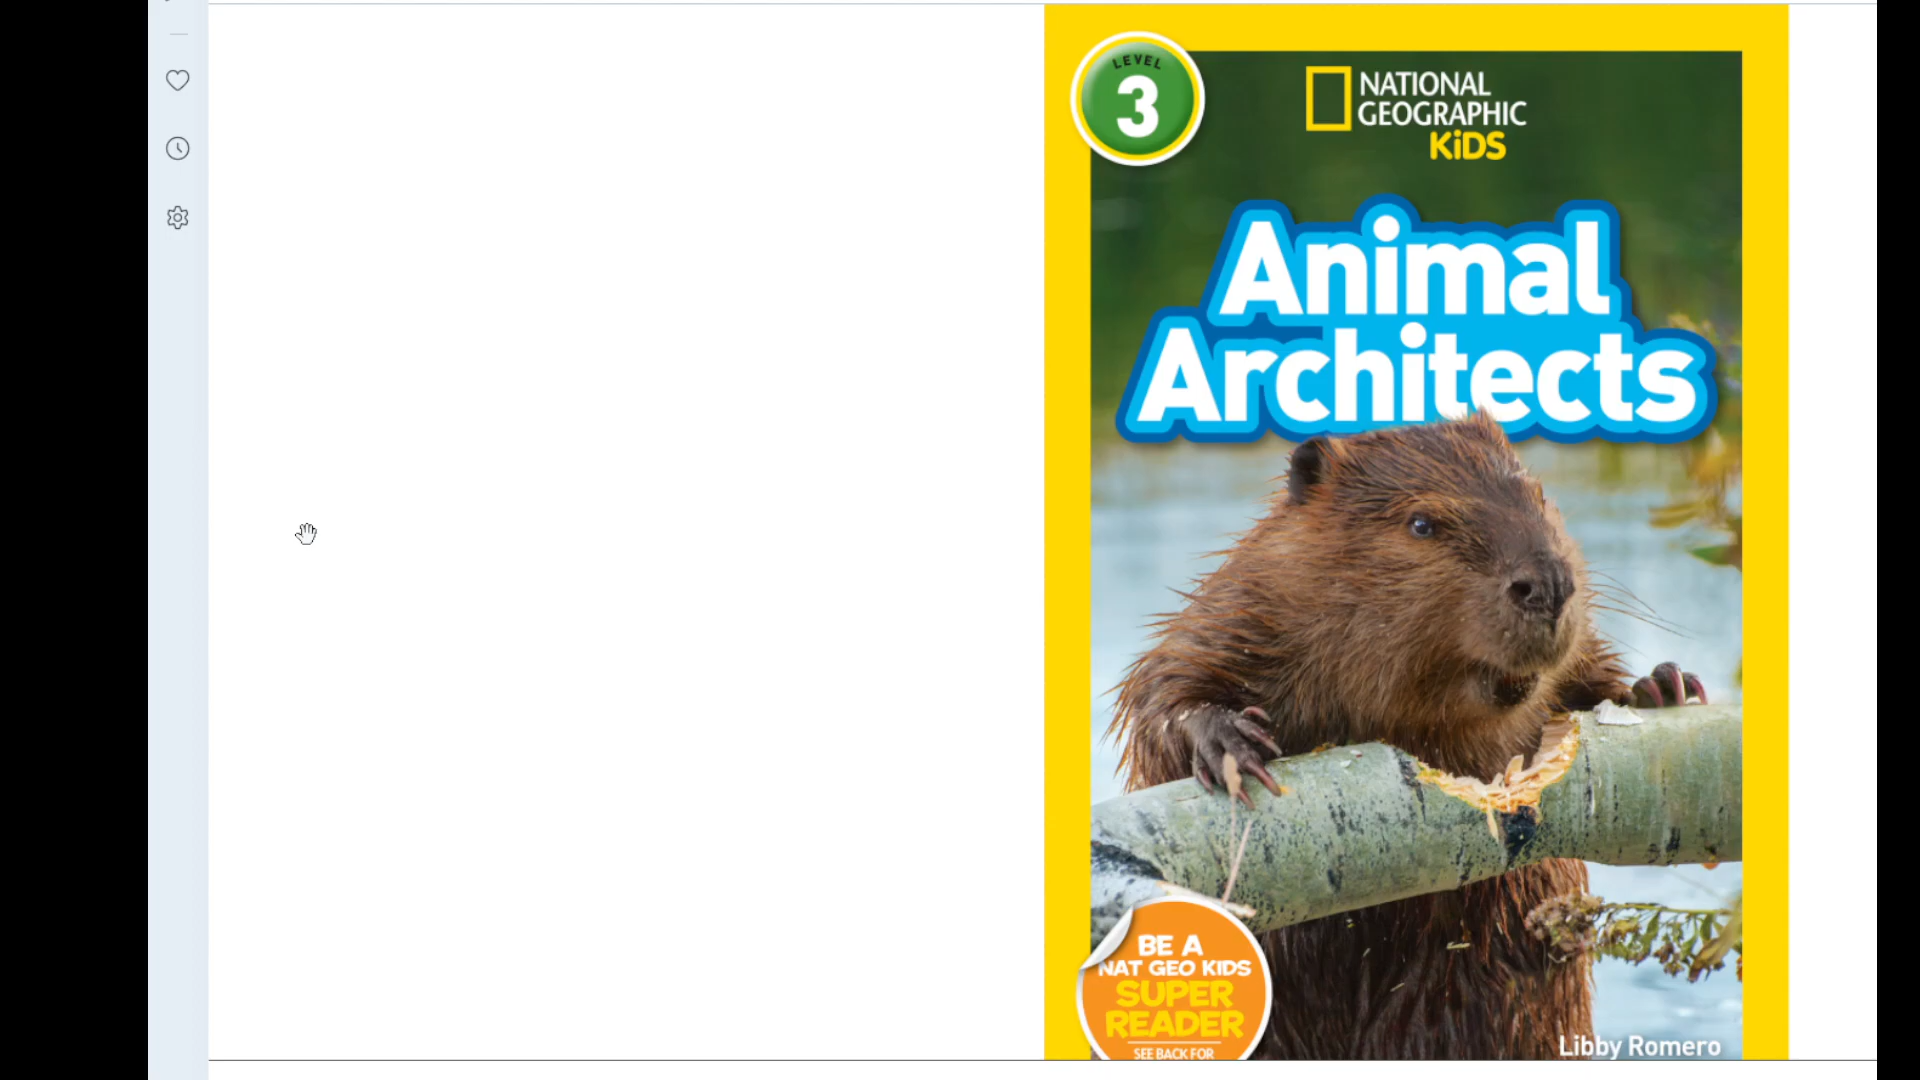 LEVEL
3
NATIONAL
GEOGRAPHIC
KiDS
Animal
Architects
BE A
NAT GEO KIDS
SUPER
READER
SEE BACK FOR
Libby Romero